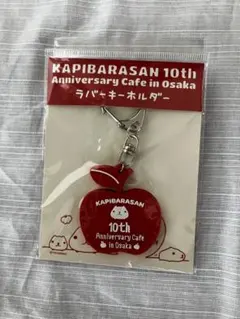 KAPIBARASAN 10th
Anniversary Cafe in Osaka
ラバーキーホルダー
KAPIBARASAN
10th
Anniversary Cafe
in Osaka